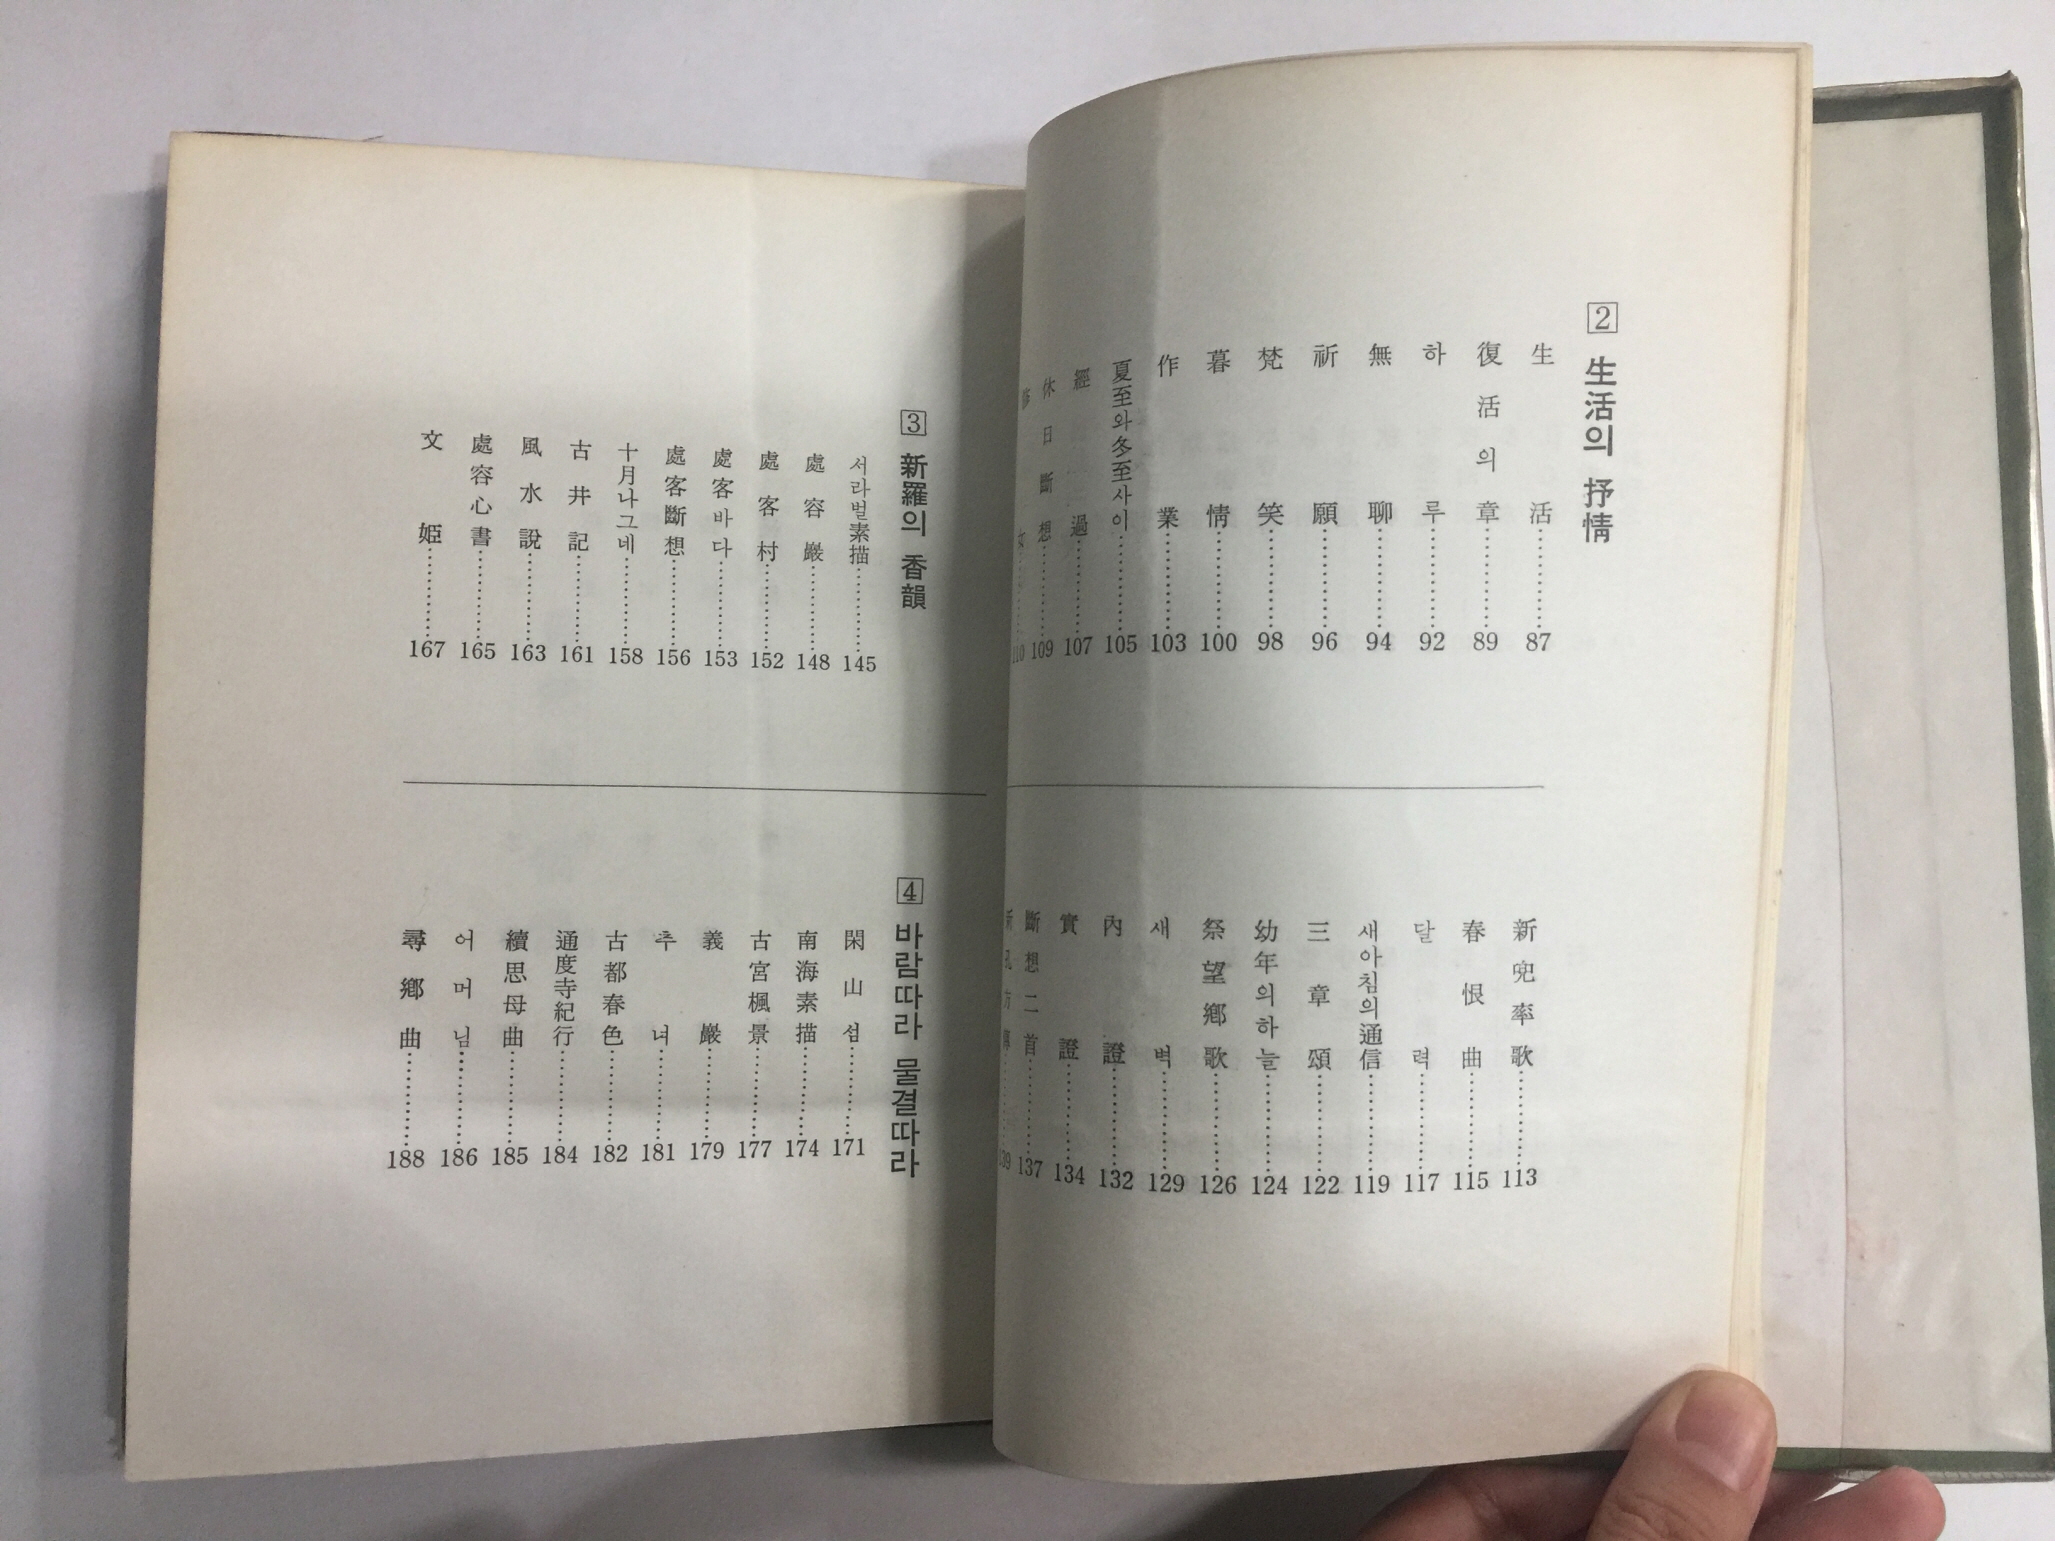 2 生活의 抒情
生活 87
復活의 章 89
하루 92
無聊 94
祈願 96
梵笑 98
暮情 100
作業 103
夏至와 冬至사이 105
經過 107
休日斷想 109
110
新兜率歌 113
春恨曲 115
달력 117
새아침의 通信 119
三章頌 122
幼年의 하늘 124
祭望鄕歌 126
새벽 129
內證 132
實證 134
斷想二首 137
3 新羅의 香韻
서라벌素描 145
處容巖 148
處客村 152
處客바다 153
處客斷想 156
十月나그네 158
古井記 161
風水說 163
處容心書 165
文姬 167
4 바람따라 물결따라
閑山섬 171
南海素描 174
古宮楓景 177
義巖 179
추녀 181
古都春色 182
通度寺紀行 184
續思母曲 185
어머님 186
尋鄕曲 188